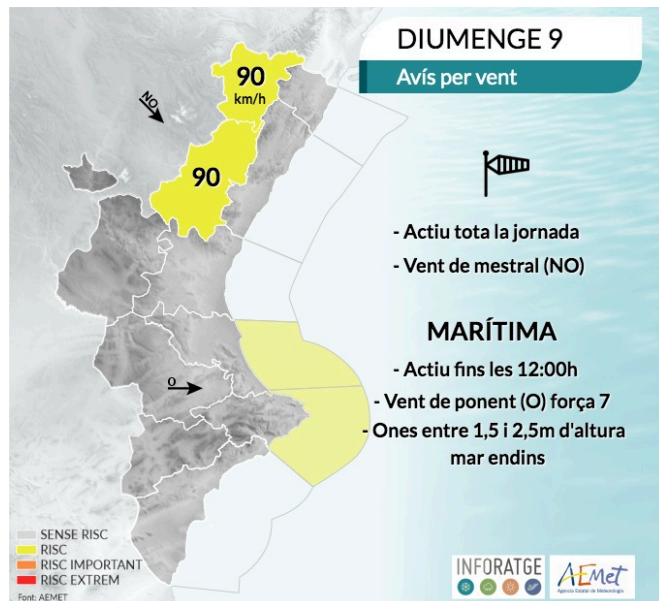 DIUMENGE 9
Avís per vent
90
km/h
NO
90
- Actiu tota la jornada
- Vent de mestral (NO)
MARÍTIMA
- Actiu fins les 12:00h
- Vent de ponent (O) força 7
- Ones entre 1,5 i 2,5m d'altura
mar endins
O
SENSE RISC
RISC
RISC IMPORTANT
RISC EXTREM
Font: AEMET
INFORATGE
AEMet
Agencia Estatal de Meteorología